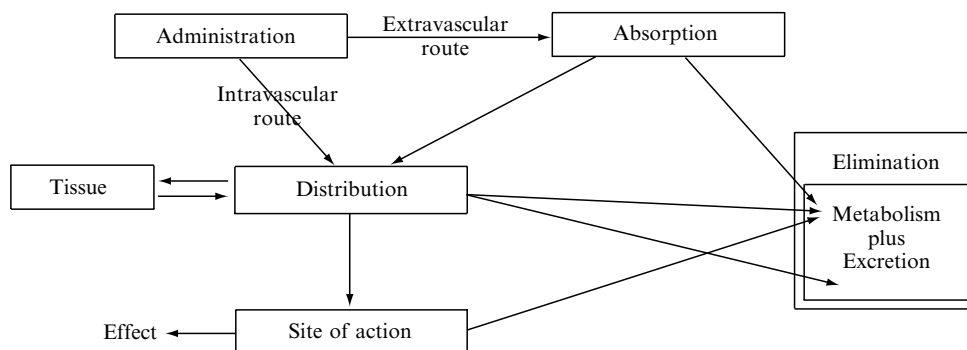 Administration
Extravascular
route
Absorption
Intravascular
route
Elimination
Tissue
Distribution
Metabolism
plus
Excretion
Effect
Site of action